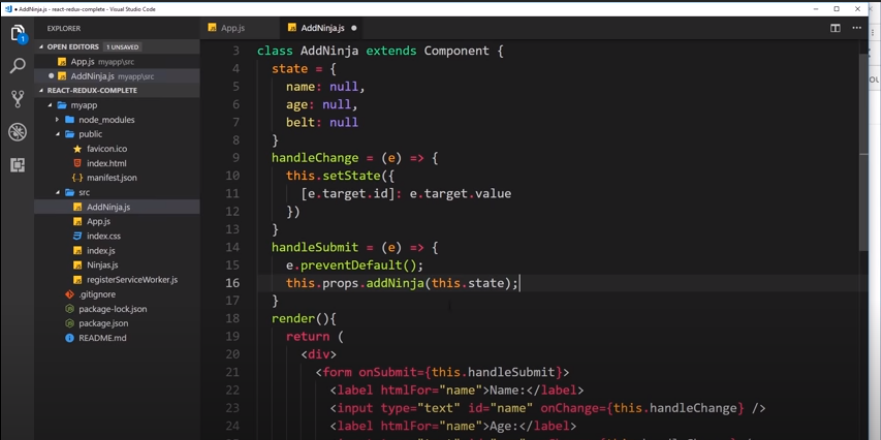 AddNinja.js - react-redux-complete - Visual Studio Code
EXPLORER
OPEN EDITORS 1 UNSAVED
App.js myapp\src
AddNinja.js myapp\src
REACT-REDUX-COMPLETE
myapp
node_modules
public
favicon.ico
index.html
manifest.json
src
AddNinja.js
App.js
index.css
index.js
Ninjas.js
registerServiceWorker.js
.gitignore
package-lock.json
package.json
README.md
1
App.js AddNinja.js
3 class AddNinja extends Component {
4 state = {
5 name: null,
6 age: null,
7 belt: null
8 }
9 handleChange = (e) => {
10 this.setState({
11 [e.target.id]: e.target.value
12 })
13 }
14 handleSubmit = (e) => {
15 e.preventDefault();
16 this.props.addNinja(this.state);
17 }
18 render(){
19 return (
20 <div>
21 <form onSubmit={this.handleSubmit}>
22 <label htmlFor="name">Name:</label>
23 <input type="text" id="name" onChange={this.handleChange} />
24 <label htmlFor="name">Age:</label>